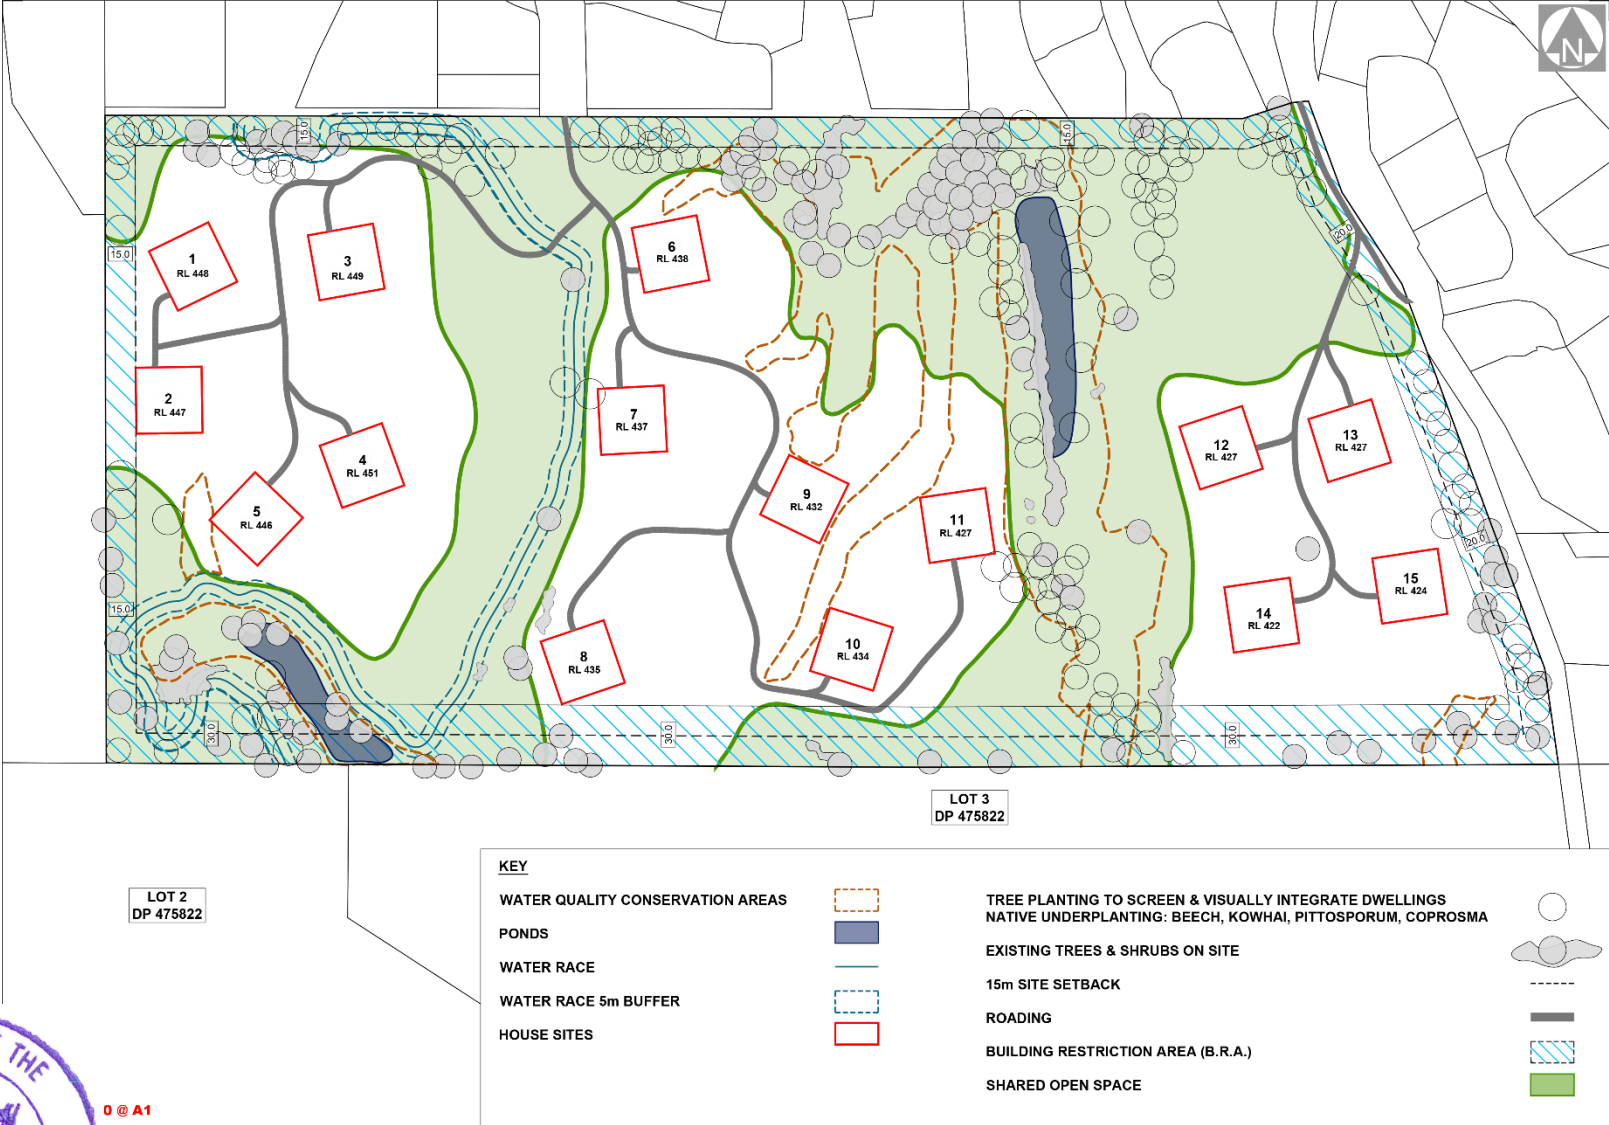 N
15.0
15.0
20.0
15.0
1
RL 448
3
RL 449
6
RL 438
2
RL 447
4
RL 451
5
RL 446
7
RL 437
9
RL 432
11
RL 427
12
RL 427
13
RL 427
20.0
15.0
8
RL 435
10
RL 434
14
RL 422
15
RL 424
30.0
30.0
30.0
LOT 3
DP 475822
LOT 2
DP 475822
KEY
WATER QUALITY CONSERVATION AREAS
PONDS
WATER RACE
WATER RACE 5m BUFFER
HOUSE SITES
TREE PLANTING TO SCREEN & VISUALLY INTEGRATE DWELLINGS
NATIVE UNDERPLANTING: BEECH, KOWHAI, PITTOSPORUM, COPROSMA
EXISTING TREES & SHRUBS ON SITE
15m SITE SETBACK
ROADING
BUILDING RESTRICTION AREA (B.R.A.)
SHARED OPEN SPACE
THE
0 @ A1